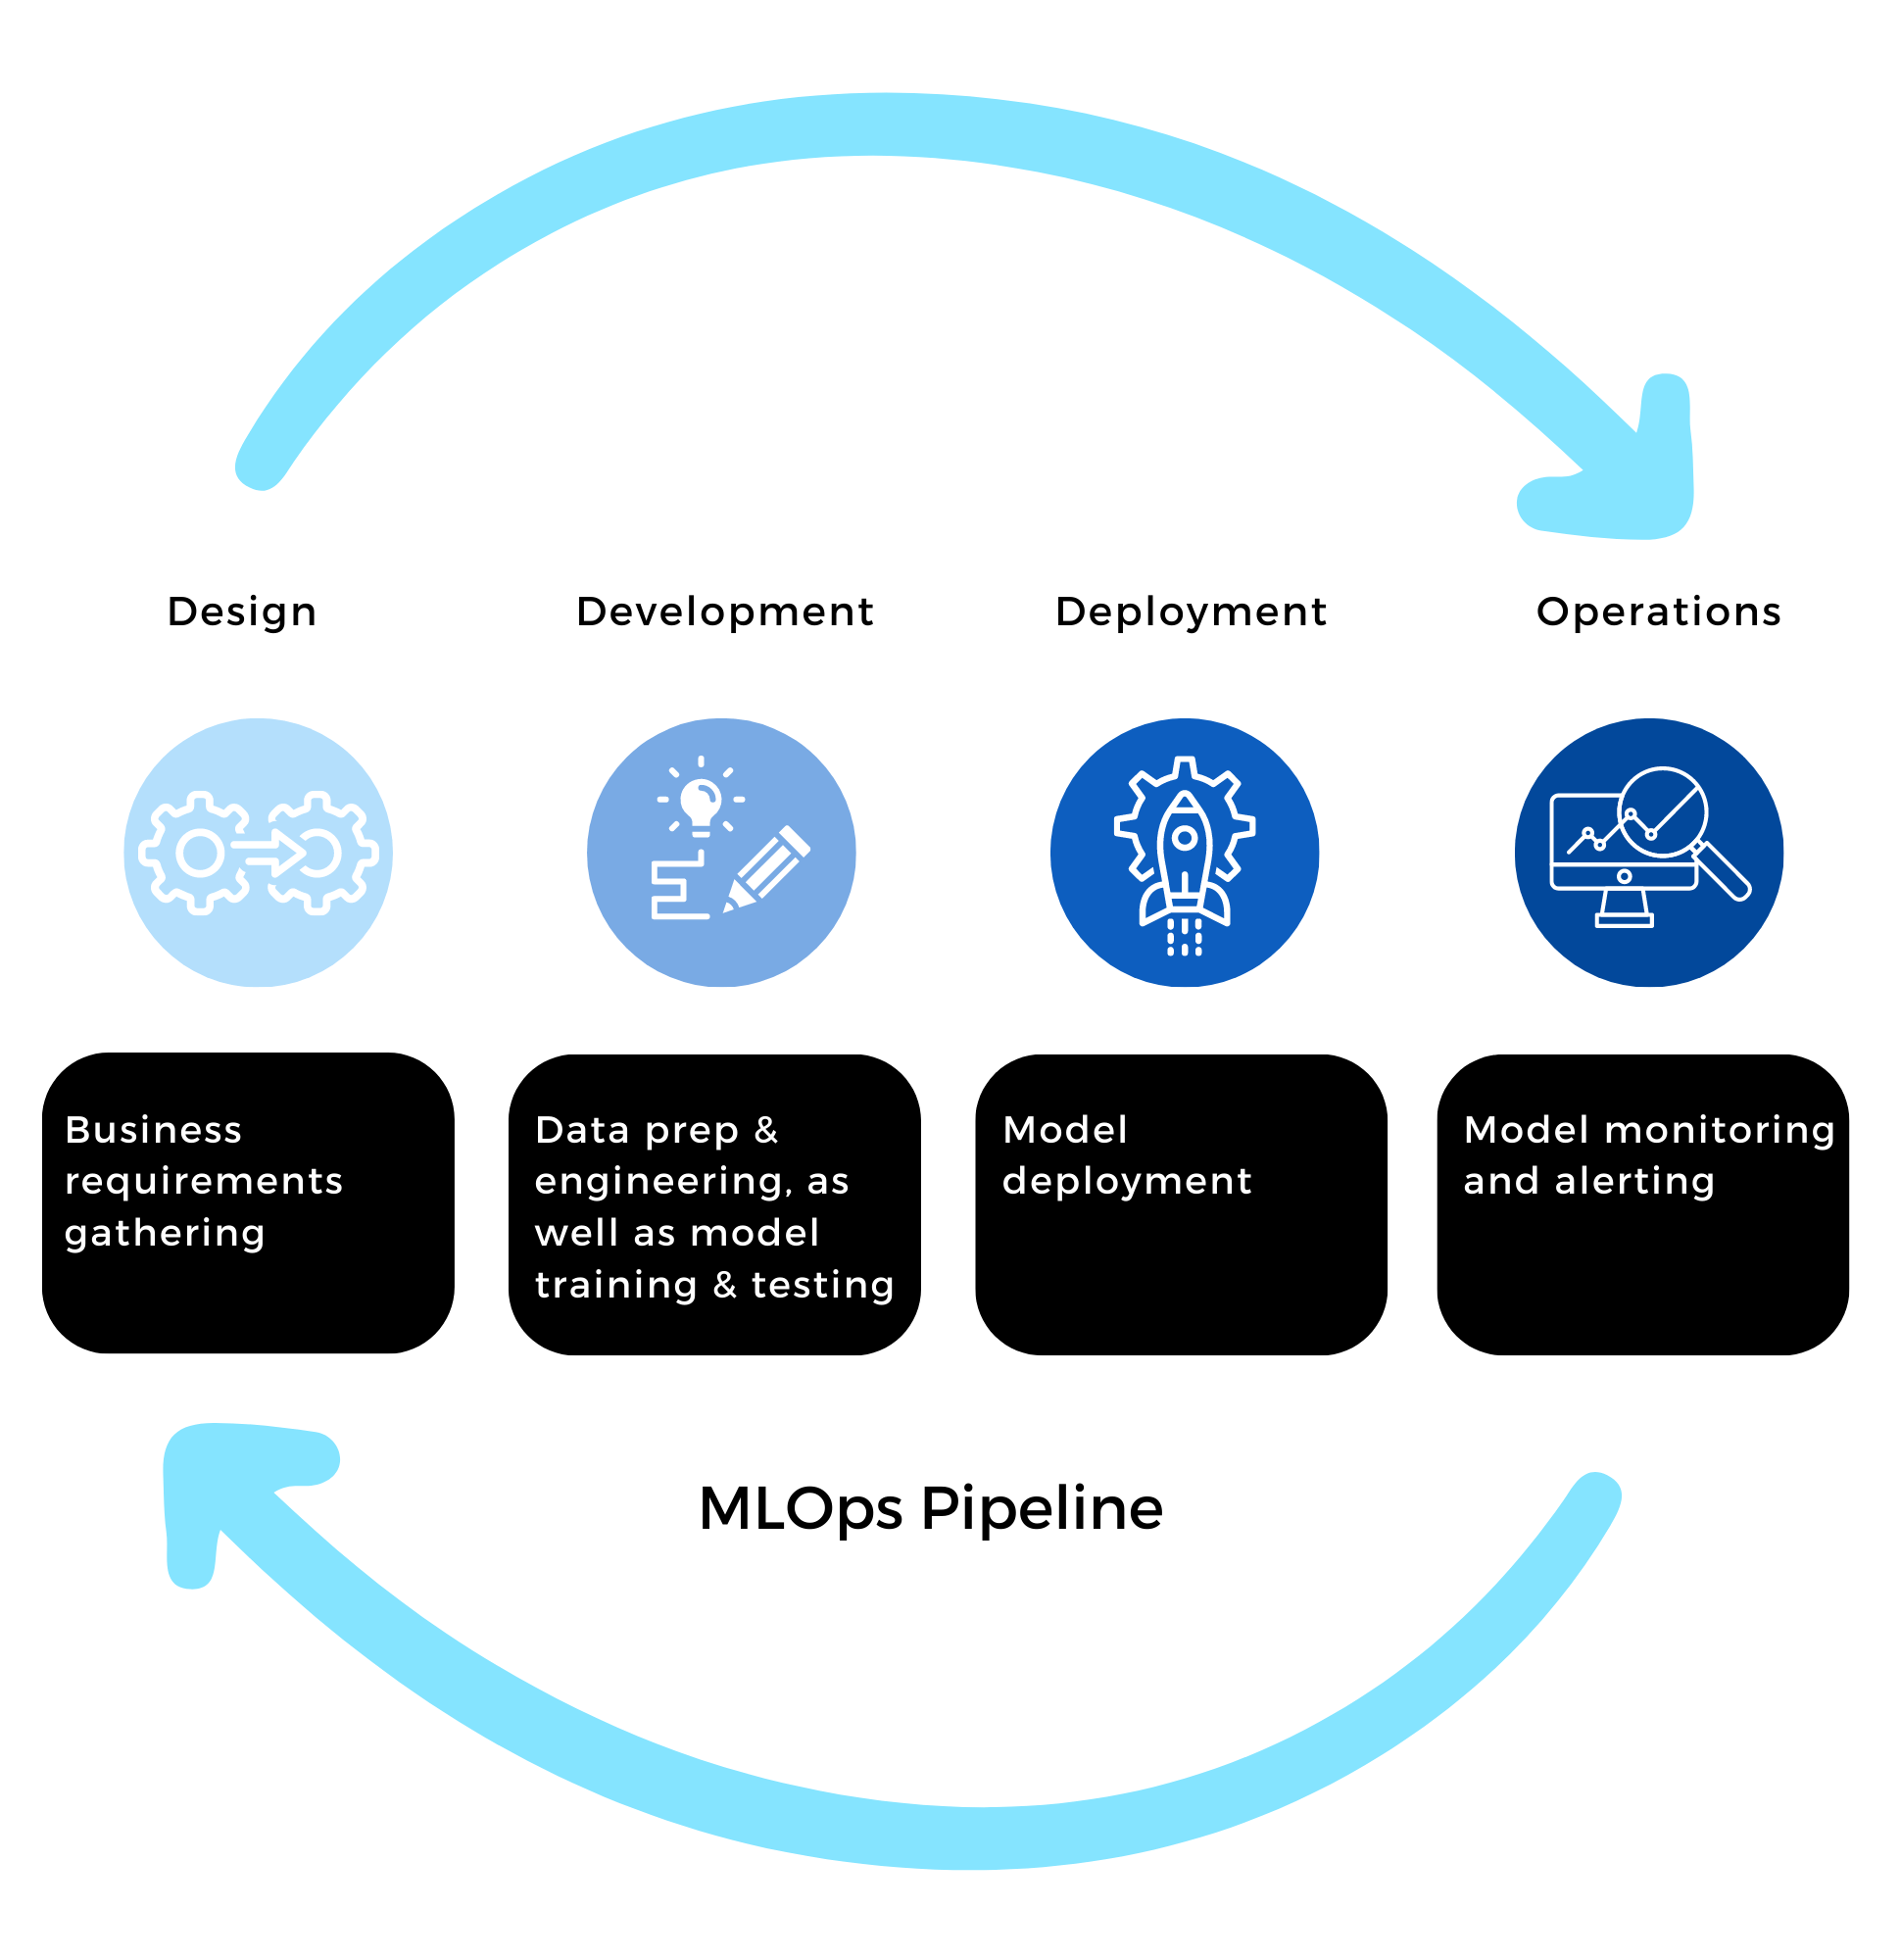 Design
Development
Deployment
Operations
Business
requirements
gathering
Data prep &
engineering, as
well as model
training & testing
Model
deployment
Model monitoring
and alerting
MLOps Pipeline